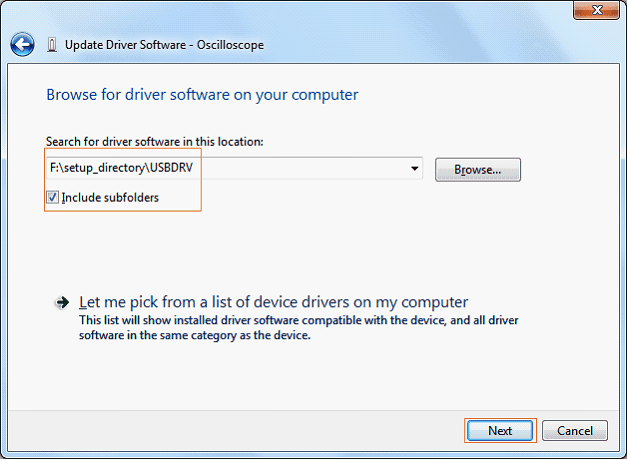 Update Driver Software - Oscilloscope
Browse for driver software on your computer
Search for driver software in this location:
F:\setup_directory\USBDRV
Browse...
Include subfolders
Let me pick from a list of device drivers on my computer
This list will show installed driver software compatible with the device, and all driver
software in the same category as the device.
Next
Cancel